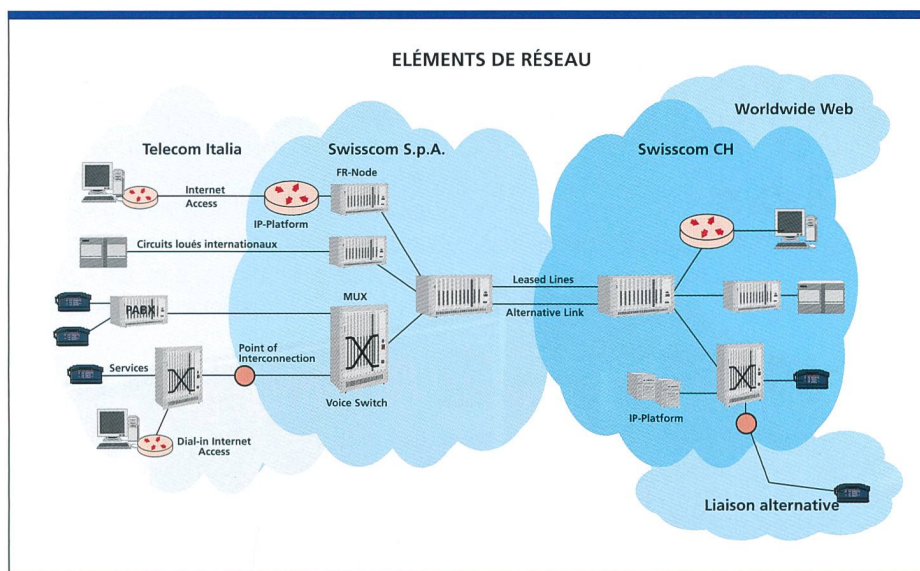 ELÉMENTS DE RÉSEAU
Worldwide Web
Telecom Italia
Swisscom S.p.A.
Swisscom CH
FR-Node
Internet
Access
IP-Platform
Circuits loués internationaux
Leased Lines
MUX
Alternative Link
PABX
Point of
Interconnection
Services
Voice Switch
IP-Platform
Dial-in Internet
Access
Liaison alternative